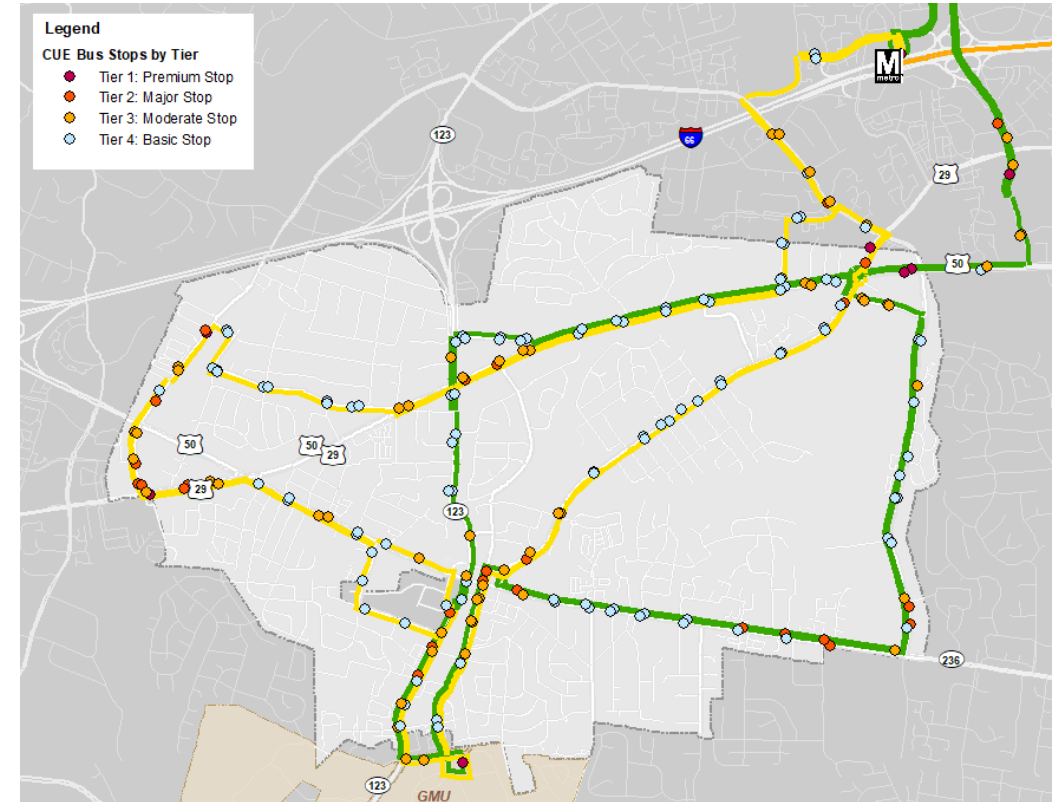 Legend
CUE Bus Stops by Tier
Tier 1: Premium Stop
Tier 2: Major Stop
Tier 3: Moderate Stop
Tier 4: Basic Stop
M
metro
123
66
29
50
50
50
29
29
123
236
123
GMU